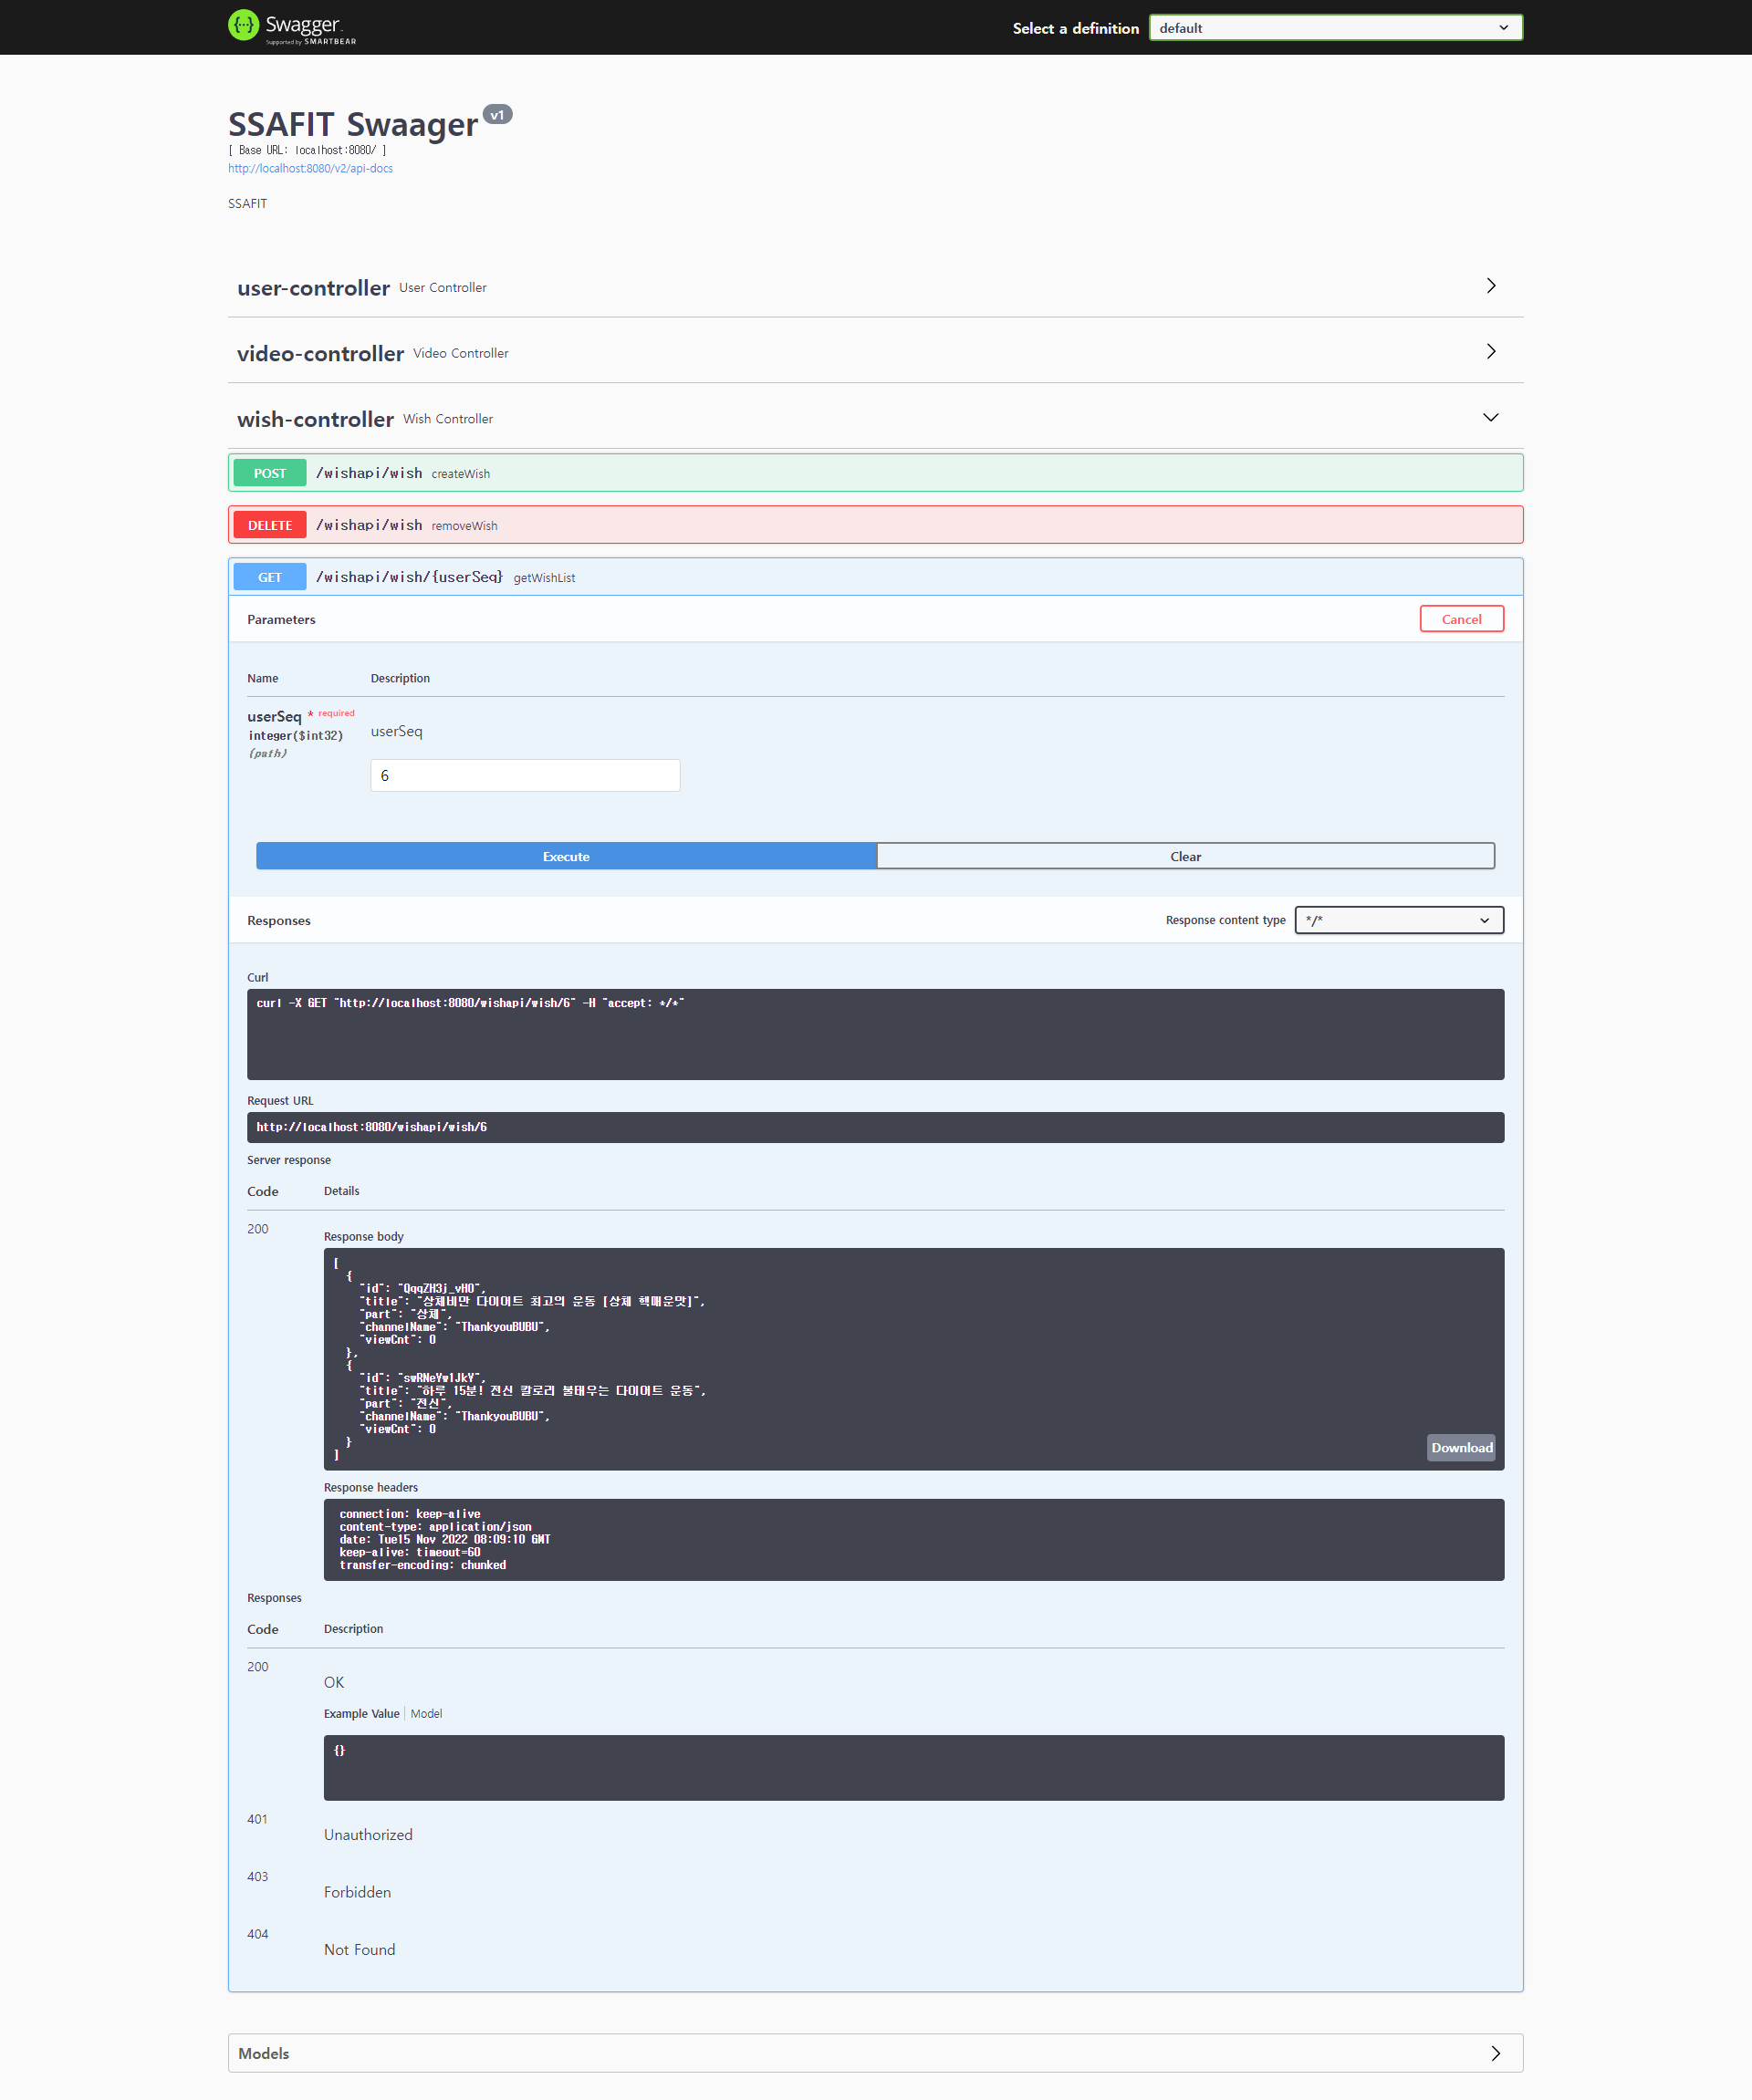 Swagger
Supported by SMARTBEAR
Select a definition
default
SSAFIT Swaager v1
[ Base URL: localhost:8080/ ]
http://localhost:8080/v2/api-docs
SSAFIT
user-controller User Controller
video-controller Video Controller
wish-controller Wish Controller
POST /wishapi/wish createWish
DELETE /wishapi/wish removeWish
GET /wishapi/wish/{userSeq} getWishList
Parameters
Cancel
Name Description
userSeq * required
integer($int32)
(path)
userSeq
6
Execute
Clear
Responses
Response content type
*/*
Curl
curl -X GET "http://localhost:8080/wishapi/wish/6" -H "accept: */*"
Request URL
http://localhost:8080/wishapi/wish/6
Server response
Code Details
200
Response body
[
{
"id": "QqqZH3j_vH0",
"title": "상체비만 다이어트 최고의 운동 [상체 핵매운맛]",
"part": "상체",
"channelName": "ThankyouBUBU",
"viewCnt": 0
},
{
"id": "swRNeYw1JkY",
"title": "하루 15분! 전신 칼로리 불태우는 다이어트 운동",
"part": "전신",
"channelName": "ThankyouBUBU",
"viewCnt": 0
}
]
Download
Response headers
connection: keep-alive
content-type: application/json
date: Tue15 Nov 2022 08:09:10 GMT
keep-alive: timeout=60
transfer-encoding: chunked
Responses
Code Description
200
OK
Example Value Model
{}
401
Unauthorized
403
Forbidden
404
Not Found
Models